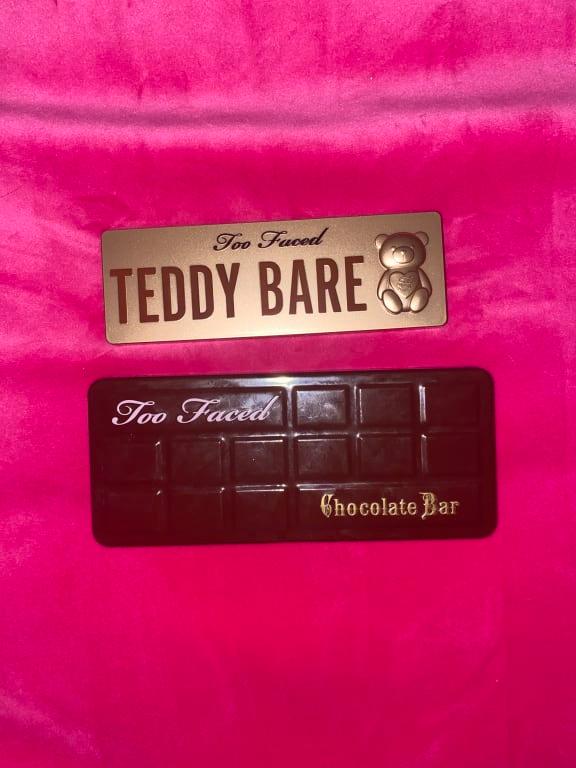 Too Faced
TEDDY BARE
Too Faced
Chocolate Bar